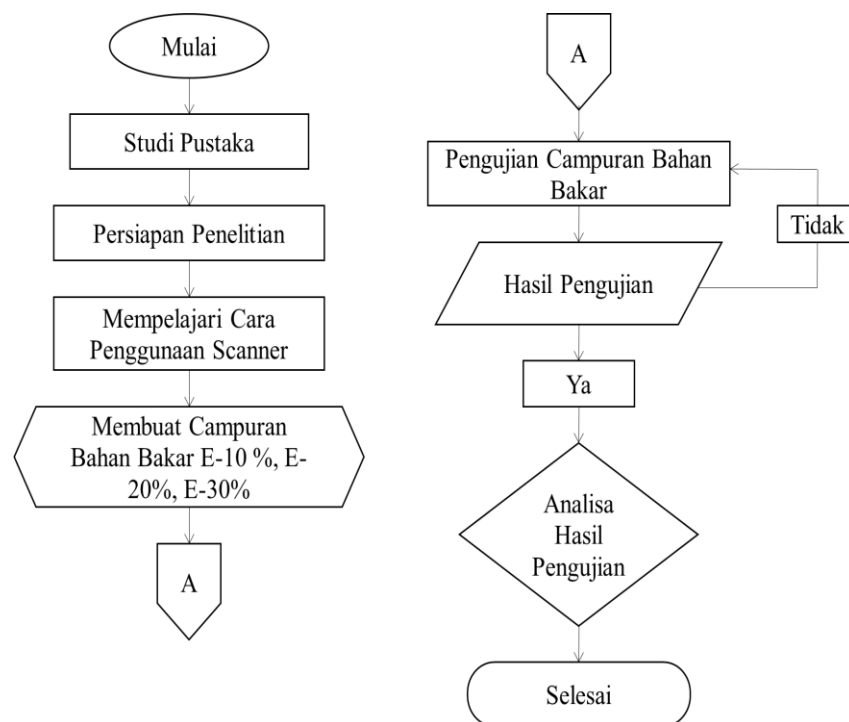 Mulai
Studi Pustaka
Persiapan Penelitian
Mempelajari Cara
Penggunaan Scanner
Membuat Campuran
Bahan Bakar E-10 %, E-
20%, E-30%
A
A
Pengujian Campuran Bahan
Bakar
Tidak
Hasil Pengujian
Ya
Analisa
Hasil
Pengujian
Selesai